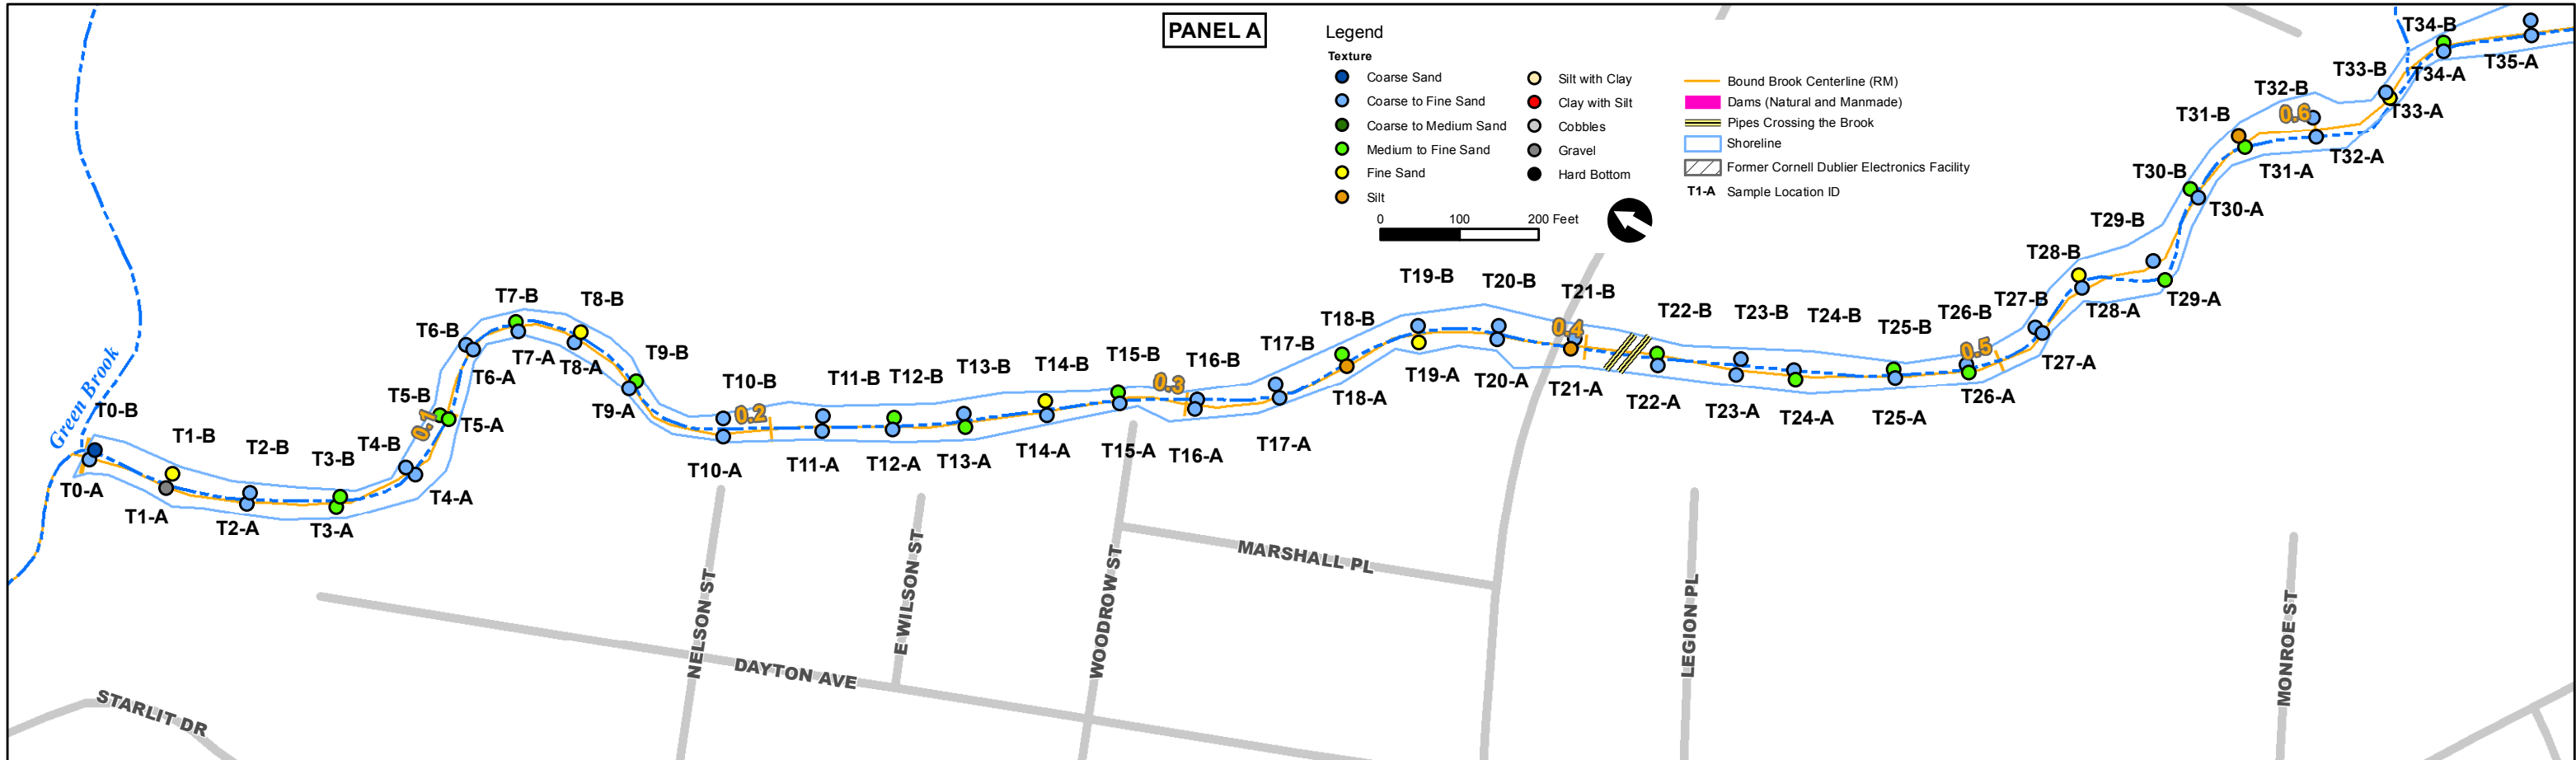 PANEL A
Legend
Texture
Coarse Sand
Coarse to Fine Sand
Coarse to Medium Sand
Medium to Fine Sand
Fine Sand
Silt
Silt with Clay
Clay with Silt
Cobbles
Gravel
Hard Bottom
Bound Brook Centerline (RM)
Dams (Natural and Manmade)
Pipes Crossing the Brook
Shoreline
Former Cornell Dublier Electronics Facility
T1-A Sample Location ID
0 100 200 Feet
Green Brook
T0-B
T0-A
T1-B
T1-A
T2-B
T2-A
T3-B
T3-A
T4-B
T4-A
T5-B
0.1
T5-A
T6-B
T6-A
T7-B
T7-A
T8-B
T8-A
T9-B
T9-A
T10-B
0.2
T10-A
T11-B
T11-A
T12-B
T12-A
T13-B
T13-A
T14-B
T14-A
T15-B
T15-A
0.3
T16-B
T16-A
T17-B
T17-A
T18-B
T18-A
T19-B
T19-A
T20-B
T20-A
T21-B
0.4
T21-A
T22-B
T22-A
T23-B
T23-A
T24-B
T24-A
T25-B
T25-A
T26-B
0.5
T26-A
T27-B
T27-A
T28-B
T28-A
T29-B
T29-A
T30-B
T30-A
T31-B
T31-A
T32-B
0.6
T32-A
T33-B
T33-A
T34-B
T34-A
T35-A
STARLIT DR
DAYTON AVE
NELSON ST
E WILSON ST
WOODROW ST
MARSHALL PL
LEGION PL
MONROE ST